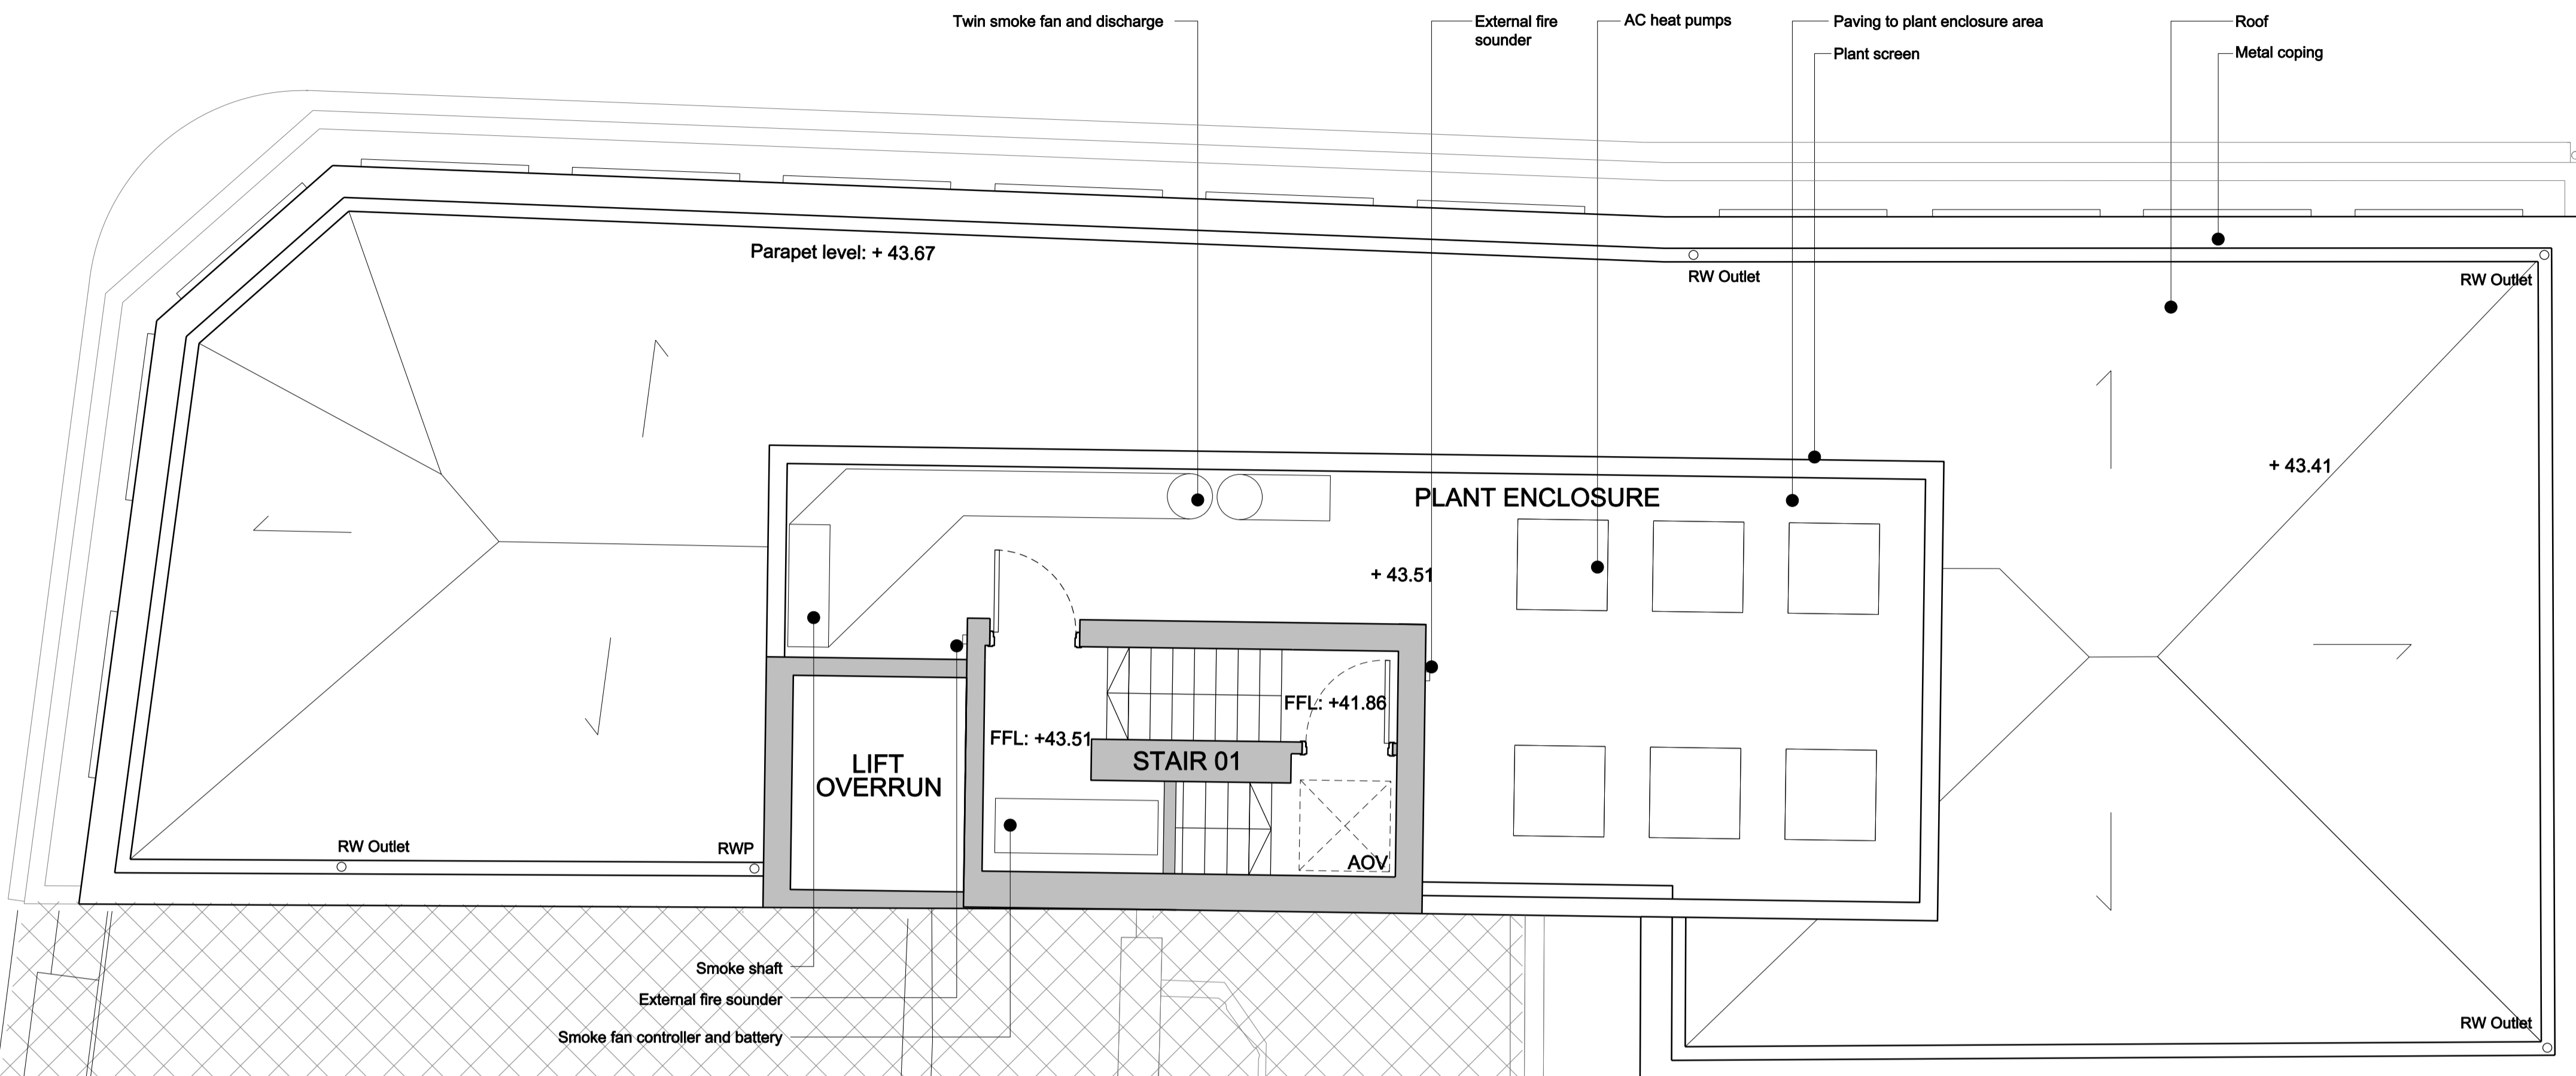 Twin smoke fan and discharge
External fire
sounder
AC heat pumps
Paving to plant enclosure area
Plant screen
Roof
Metal coping
Parapet level: + 43.67
RW Outlet
RW Outlet
+ 43.41
PLANT ENCLOSURE
+ 43.51
FFL: +41.86
FFL: +43.51
STAIR 01
LIFT
OVERRUN
RW Outlet
RWP
AOV
Smoke shaft
External fire sounder
Smoke fan controller and battery
RW Outlet